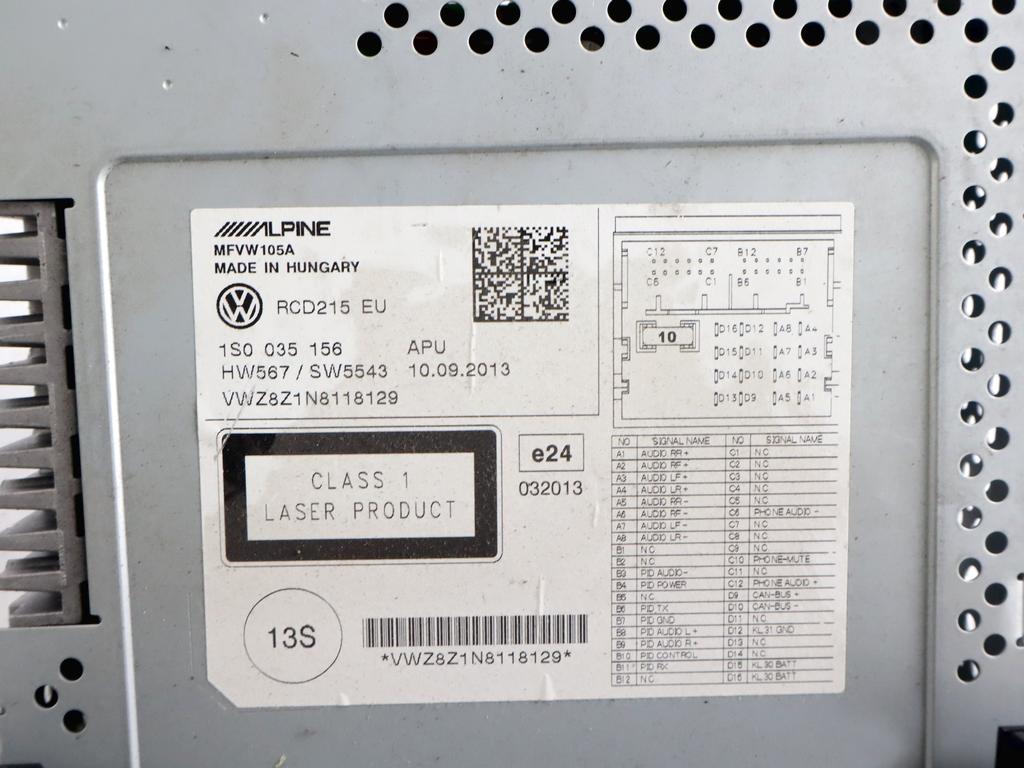 ALPINE
MFVW105A
MADE IN HUNGARY
RCD215 EU
1S0 035 156 APU
HW567 / SW5543 10.09.2013
VWZ8Z1N8118129
CLASS 1
LASER PRODUCT
e24
032013
13S
*VWZ8Z1N8118129*
C12 C7 B12 B7
C6 C1 B6 B1
10
D16 D12 A8 A4
D15 D11 A7 A3
D14 D10 A6 A2
D13 D9 A5 A1
NO SIGNAL NAME NO SIGNAL NAME
A1 AUDIO RR+ C1 N.C
A2 AUDIO RF+ C2 N.C
A3 AUDIO LF+ C3 N.C
A4 AUDIO LR+ C4 N.C
A5 AUDIO RR- C5 N.C
A6 AUDIO RF- C6 PHONE AUDIO -
A7 AUDIO LF- C7 N.C
A8 AUDIO LR- C8 N.C
B1 N.C C9 N.C
B2 N.C C10 PHONE-MUTE
B3 PID AUDIO- C11 N.C
B4 PID POWER C12 PHONE AUDIO +
B5 N.C D9 CAN-BUS +
B6 PID TX D10 CAN-BUS -
B7 PID GND D11 N.C
B8 PID AUDIO L+ D12 KL.31 GND
B9 PID AUDIO R+ D13 N.C
B10 PID CONTROL D14 N.C
B11 PID RX D15 KL.30 BATT
B12 N.C D16 KL.30 BATT